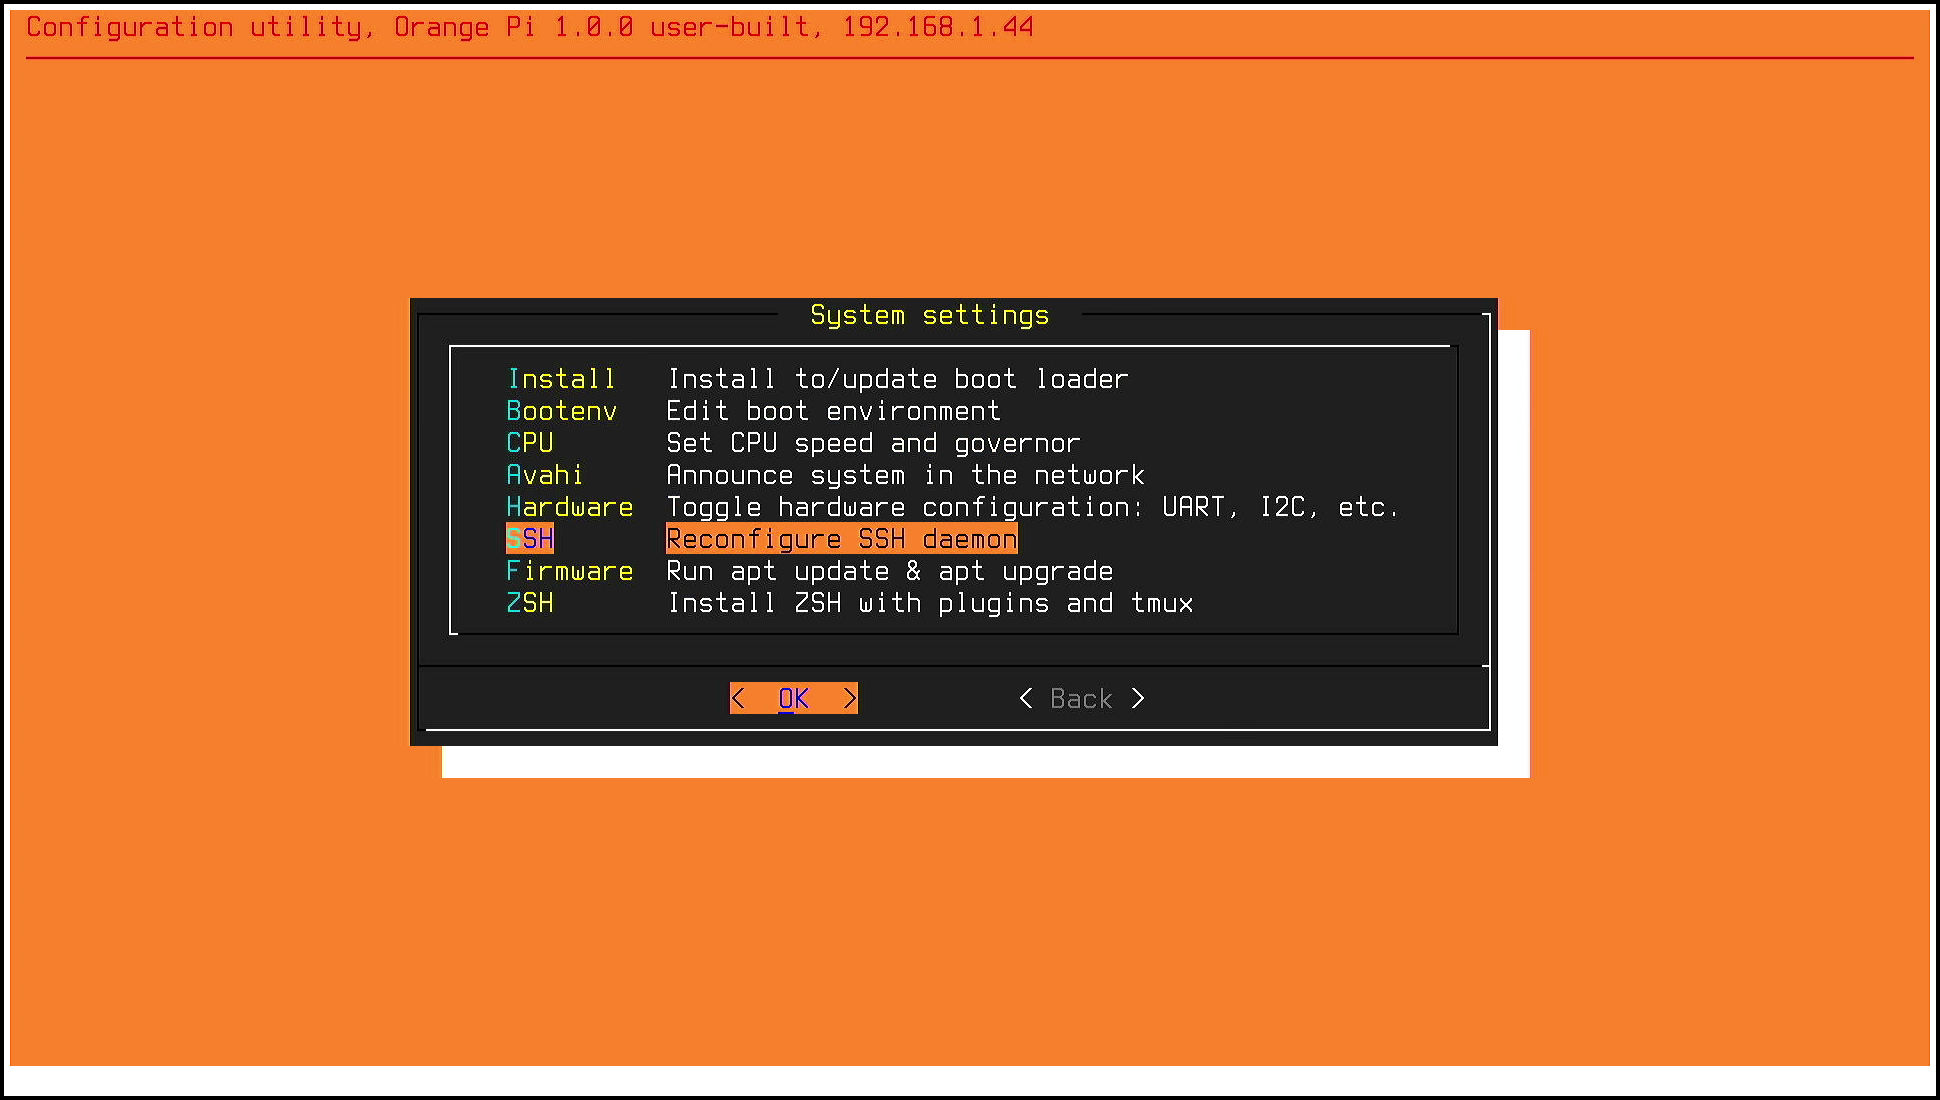 Configuration utility, Orange Pi 1.0.0 user-built, 192.168.1.44
System settings
Install Install to/update boot loader
Bootenv Edit boot environment
CPU Set CPU speed and governor
Avahi Announce system in the network
Hardware Toggle hardware configuration: UART, I2C, etc.
SSH Reconfigure SSH daemon
Firmware Run apt update & apt upgrade
ZSH Install ZSH with plugins and tmux
< OK > < Back >